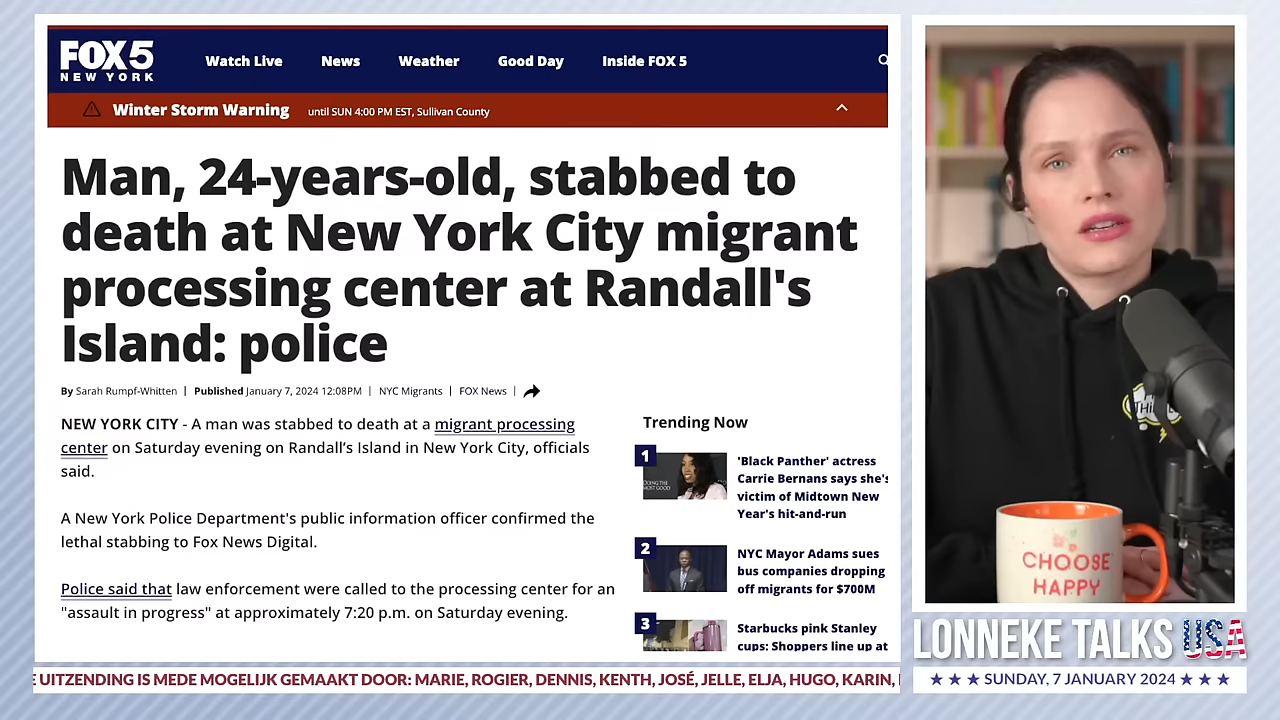 FOX 5
NEW YORK
Watch Live
News
Weather
Good Day
Inside FOX 5
Winter Storm Warning
until SUN 4:00 PM EST, Sullivan County
Man, 24-years-old, stabbed to
death at New York City migrant
processing center at Randall's
Island: police
By Sarah Rumpf-Whitten | Published January 7, 2024 12:08PM | NYC Migrants | FOX News |
NEW YORK CITY - A man was stabbed to death at a migrant processing
center on Saturday evening on Randall's Island in New York City, officials
said.
A New York Police Department's public information officer confirmed the
lethal stabbing to Fox News Digital.
Police said that law enforcement were called to the processing center for an
"assault in progress" at approximately 7:20 p.m. on Saturday evening.
Trending Now
1
DOING THE
MOST GOOD
'Black Panther' actress
Carrie Bernans says she's
victim of Midtown New
Year's hit-and-run
2
NYC Mayor Adams sues
bus companies dropping
off migrants for $700M
3
Starbucks pink Stanley
cups: Shoppers line up at
CHOOSE
HAPPY
LONNEKE TALKS USA
SUNDAY, 7 JANUARY 2024
E UITZENDING IS MEDE MOGELIJK GEMAAKT DOOR: MARIE, ROGIER, DENNIS, KENTH, JOSÉ, JELLE, ELJA, HUGO, KARIN,